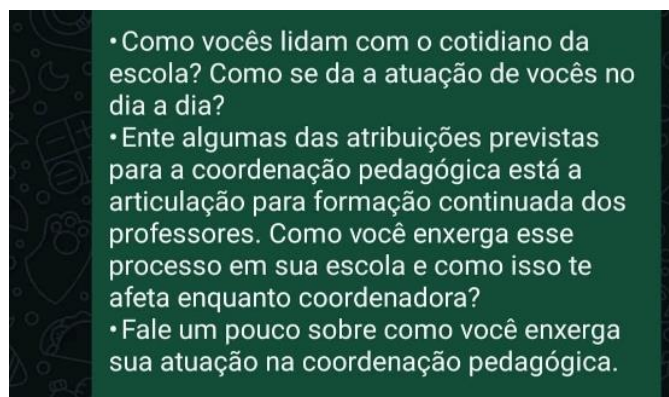 •Como vocês lidam com o cotidiano da
escola? Como se da a atuação de vocês no
dia a dia?
•Ente algumas das atribuições previstas
para a coordenação pedagógica está a
articulação para formação continuada dos
professores. Como você enxerga esse
processo em sua escola e como isso te
afeta enquanto coordenadora?
•Fale um pouco sobre como você enxerga
sua atuação na coordenação pedagógica.